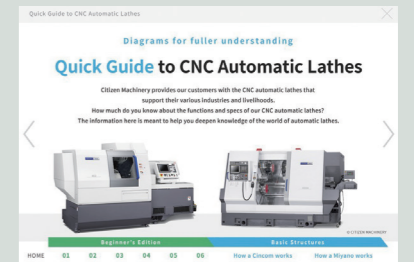 Quick Guide to CNC Automatic Lathes
Diagrams for fuller understanding
Quick Guide to CNC Automatic Lathes
Citizen Machinery provides our customers with the CNC automatic lathes that
support their various industries and livelihoods.
How much do you know about the functions and specs of our CNC automatic lathes?
The information here is meant to help you deepen knowledge of the world of automatic lathes.
© CITIZEN MACHINERY
Beginner's Edition Basic Structures
HOME 01 02 03 04 05 06 How a Cincom works How a Miyano works